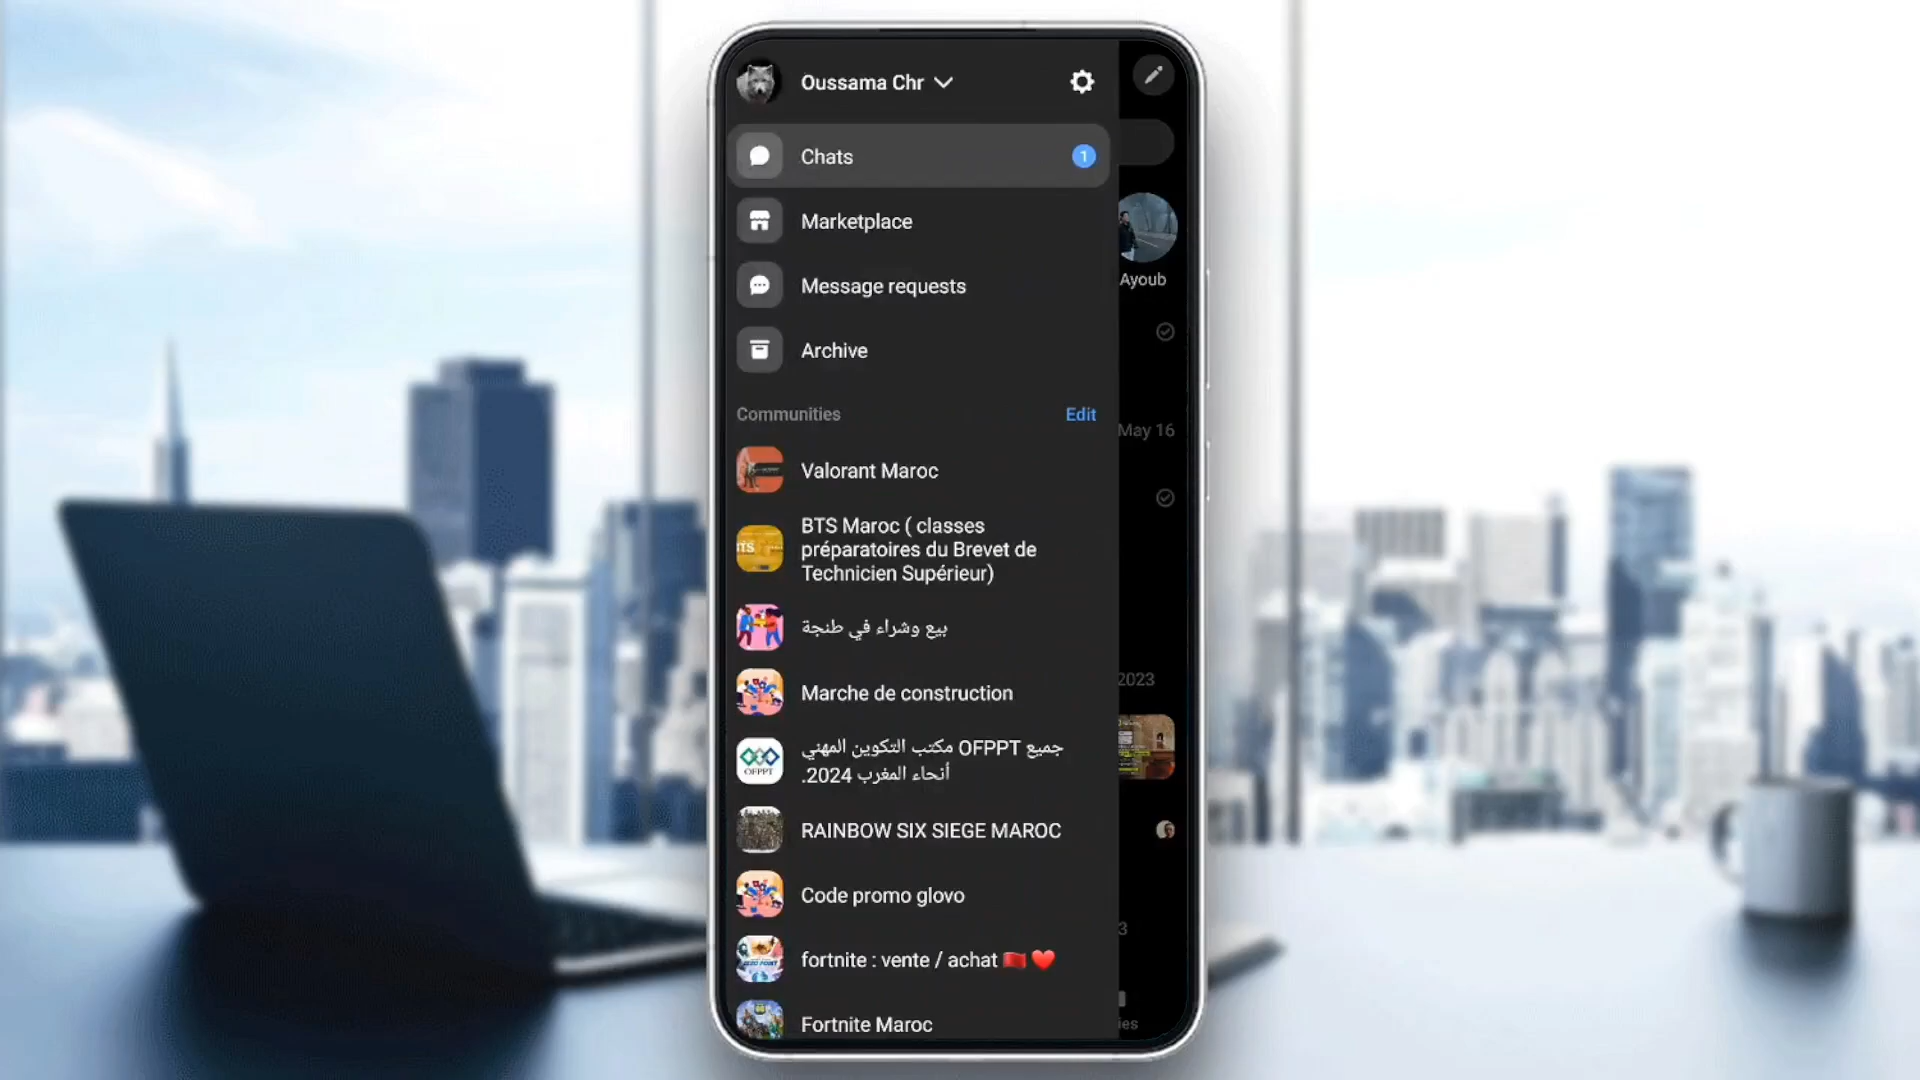 Oussama Chr
Chats
1
Marketplace
Ayoub
Message requests
Archive
Communities
Edit
May 16
Valorant Maroc
BTS Maroc ( classes
préparatoires du Brevet de
Technicien Supérieur)
بيع وشراء في طنجة
2023
Marche de construction
جميع OFPPT مكتب التكوين المهني
أنحاء المغرب 2024.
OFPPT
RAINBOW SIX SIEGE MAROC
Code promo glovo
fortnite : vente / achat 🇲🇦❤️
Fortnite Maroc